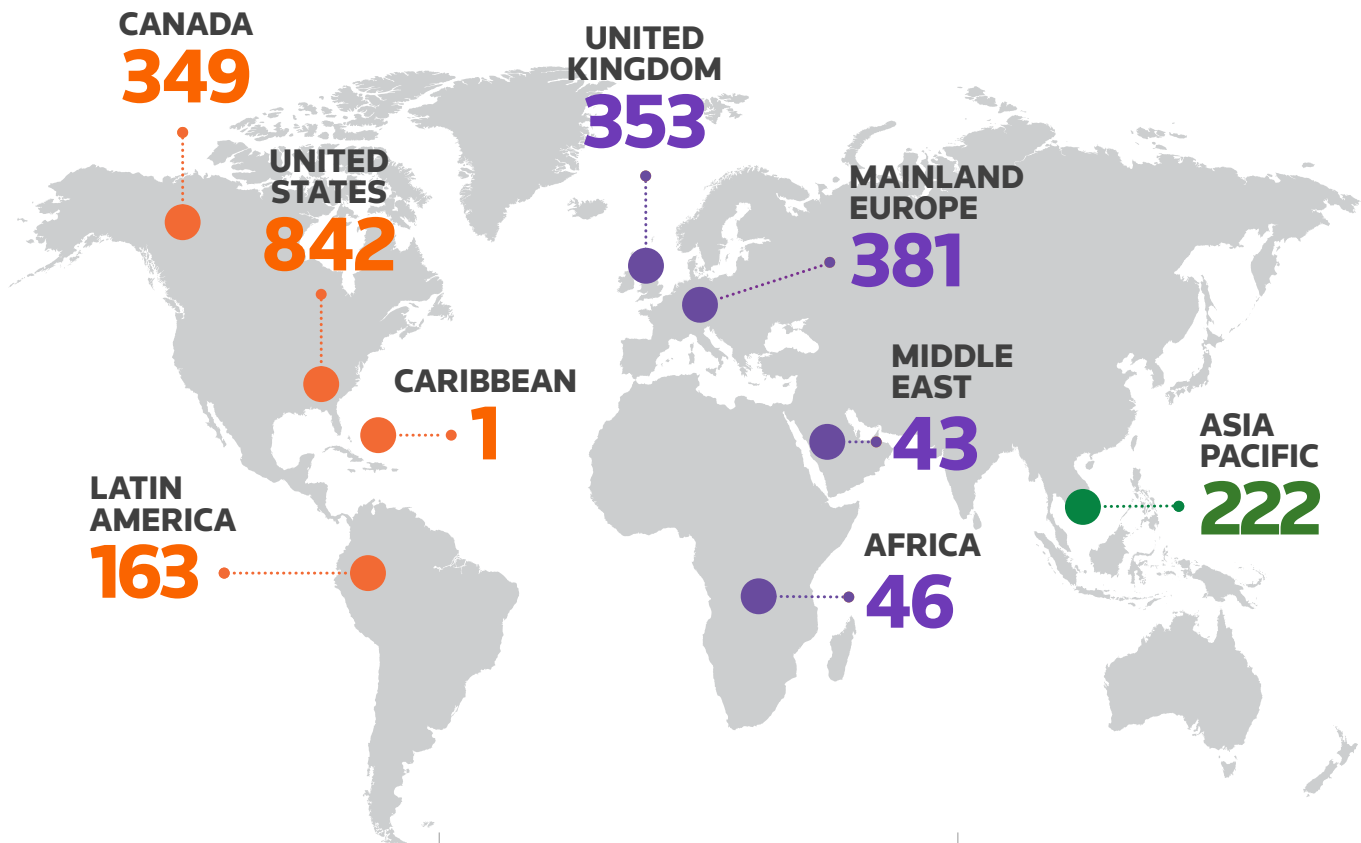 CANADA
349
UNITED
STATES
842
CARIBBEAN
1
LATIN
AMERICA
163
UNITED
KINGDOM
353
MAINLAND
EUROPE
381
MIDDLE
EAST
43
AFRICA
46
ASIA
PACIFIC
222